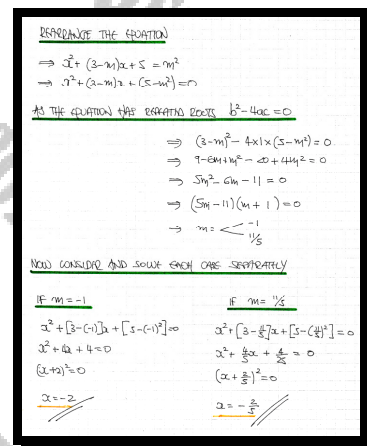 REARRANGE THE EQUATION
⇒ x² + (3-m)x + 5 = m²
⇒ x² + (3-m)x + (5-m²) = 0
AS THE EQUATION HAS REPEATED ROOTS b²-4ac = 0
⇒ (3-m)² - 4×1×(5-m²) = 0
⇒ 9-6m+m² - 20 + 4m² = 0
⇒ 5m² - 6m - 11 = 0
⇒ (5m-11)(m+1) = 0
⇒ m = < -1
11/5
NOW CONSIDER AND SOLVE EACH CASE SEPARATELY
IF m = -1
x² + [3-(-1)]x + [5-(-1)²] = 0
x² + 4x + 4 = 0
(x+2)² = 0
x = -2
IF m = 11/5
x² + [3-11/5]x + [5-(11/5)²] = 0
x² + 4/5x + 4/25 = 0
(x + 2/5)² = 0
x = -2/5